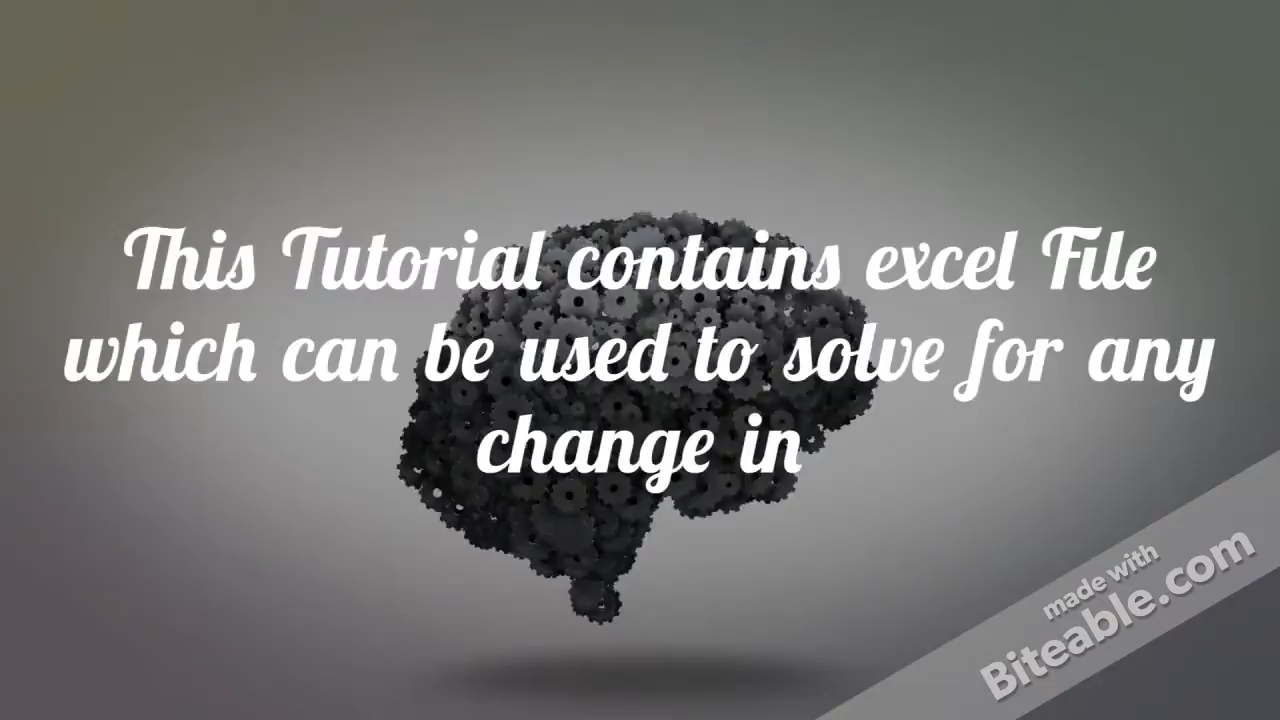 This Tutorial contains excel File
which can be used to solve for any
change in
made with
Biteable.com